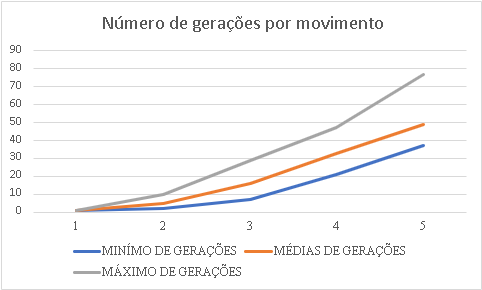 Número de gerações por movimento
90
80
70
60
50
40
30
20
10
0
1 2 3 4 5
MINÍMO DE GERAÇÕES MÉDIAS DE GERAÇÕES
MÁXIMO DE GERAÇÕES